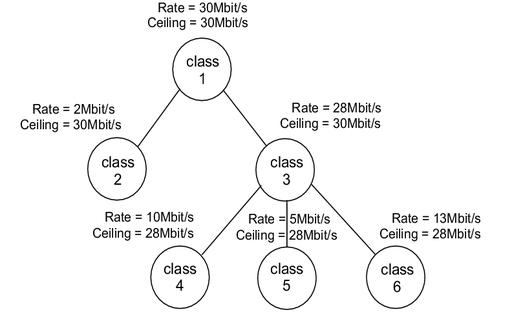 Rate = 30Mbit/s
Ceiling = 30Mbit/s
class
1
Rate = 2Mbit/s
Ceiling = 30Mbit/s
Rate = 28Mbit/s
Ceiling = 30Mbit/s
class
2
class
3
Rate = 10Mbit/s
Ceiling = 28Mbit/s
Rate = 5Mbit/s
Ceiling = 28Mbit/s
Rate = 13Mbit/s
Ceiling = 28Mbit/s
class
4
class
5
class
6